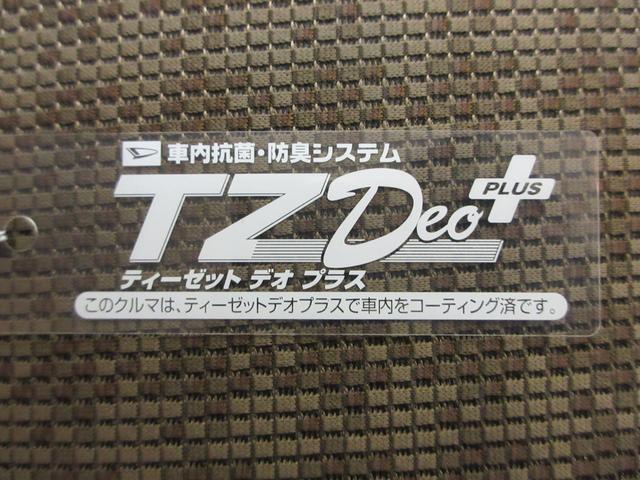 車内抗菌・防臭システム
TZDeo PLUS
ティーゼット デオ プラス
このクルマは、ティーゼットデオプラスで車内をコーティング済です。